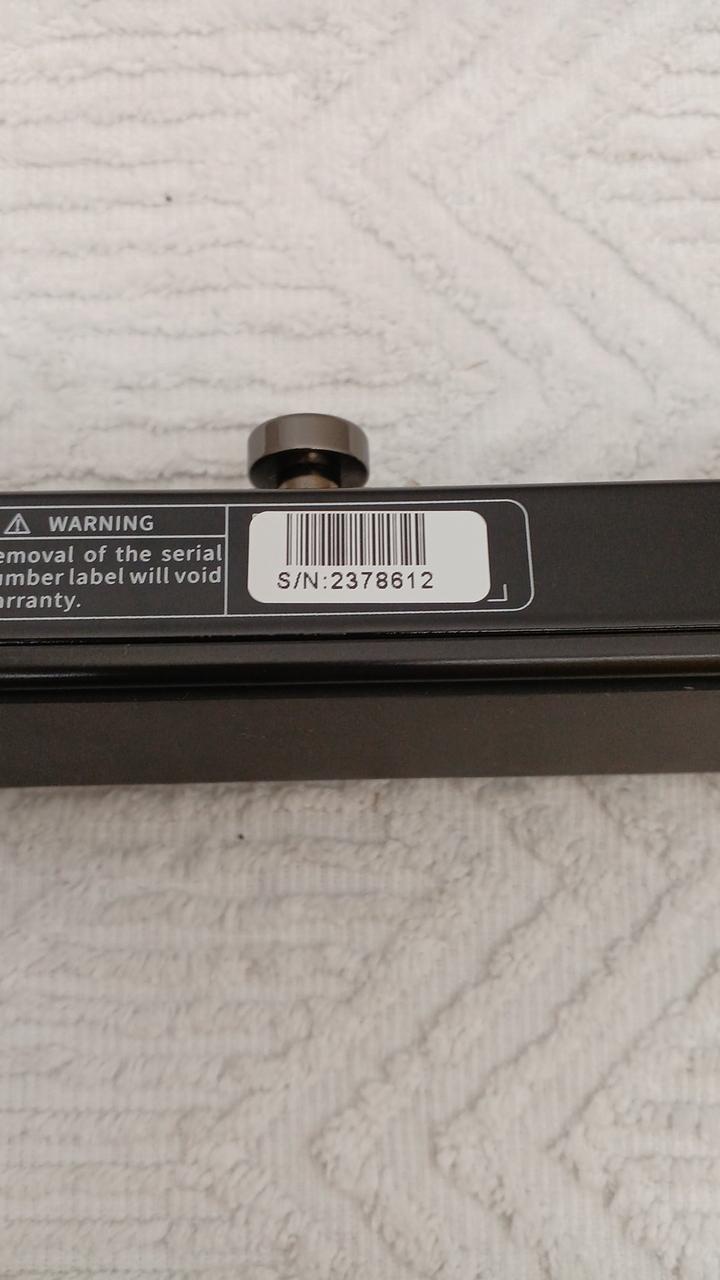 WARNING
emoval of the serial
umber label will void
arranty.
S/N:2378612